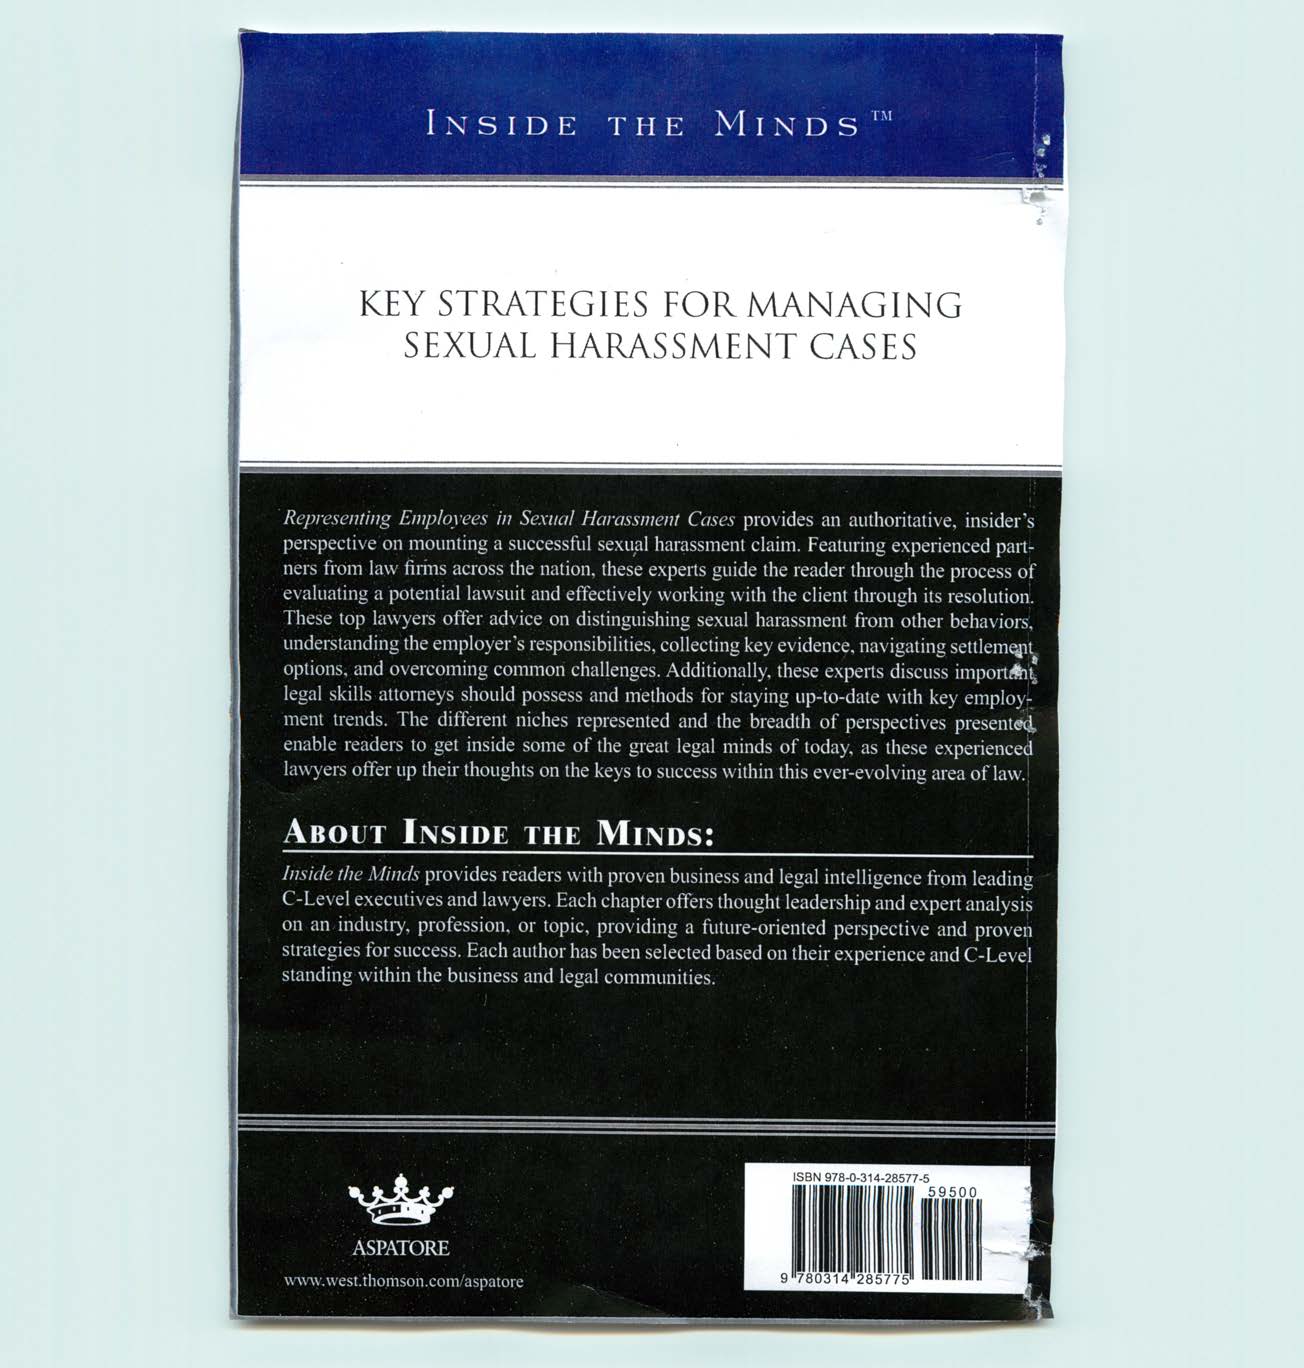 INSIDE THE MINDS™
KEY STRATEGIES FOR MANAGING
SEXUAL HARASSMENT CASES
Representing Employees in Sexual Harassment Cases provides an authoritative, insider's
perspective on mounting a successful sexual harassment claim. Featuring experienced part-
ners from law firms across the nation, these experts guide the reader through the process of
evaluating a potential lawsuit and effectively working with the client through its resolution.
These top lawyers offer advice on distinguishing sexual harassment from other behaviors,
understanding the employer's responsibilities, collecting key evidence, navigating settlement
options, and overcoming common challenges. Additionally, these experts discuss important
legal skills attorneys should possess and methods for staying up-to-date with key employ-
ment trends. The different niches represented and the breadth of perspectives presented
enable readers to get inside some of the great legal minds of today, as these experienced
lawyers offer up their thoughts on the keys to success within this ever-evolving area of law.
ABOUT INSIDE THE MINDS:
Inside the Minds provides readers with proven business and legal intelligence from leading
C-Level executives and lawyers. Each chapter offers thought leadership and expert analysis
on an industry, profession, or topic, providing a future-oriented perspective and proven
strategies for success. Each author has been selected based on their experience and C-Level
standing within the business and legal communities.
ASPATORE
www.west.thomson.com/aspatore
ISBN 978-0-314-28577-5
59500
9 780314 285775